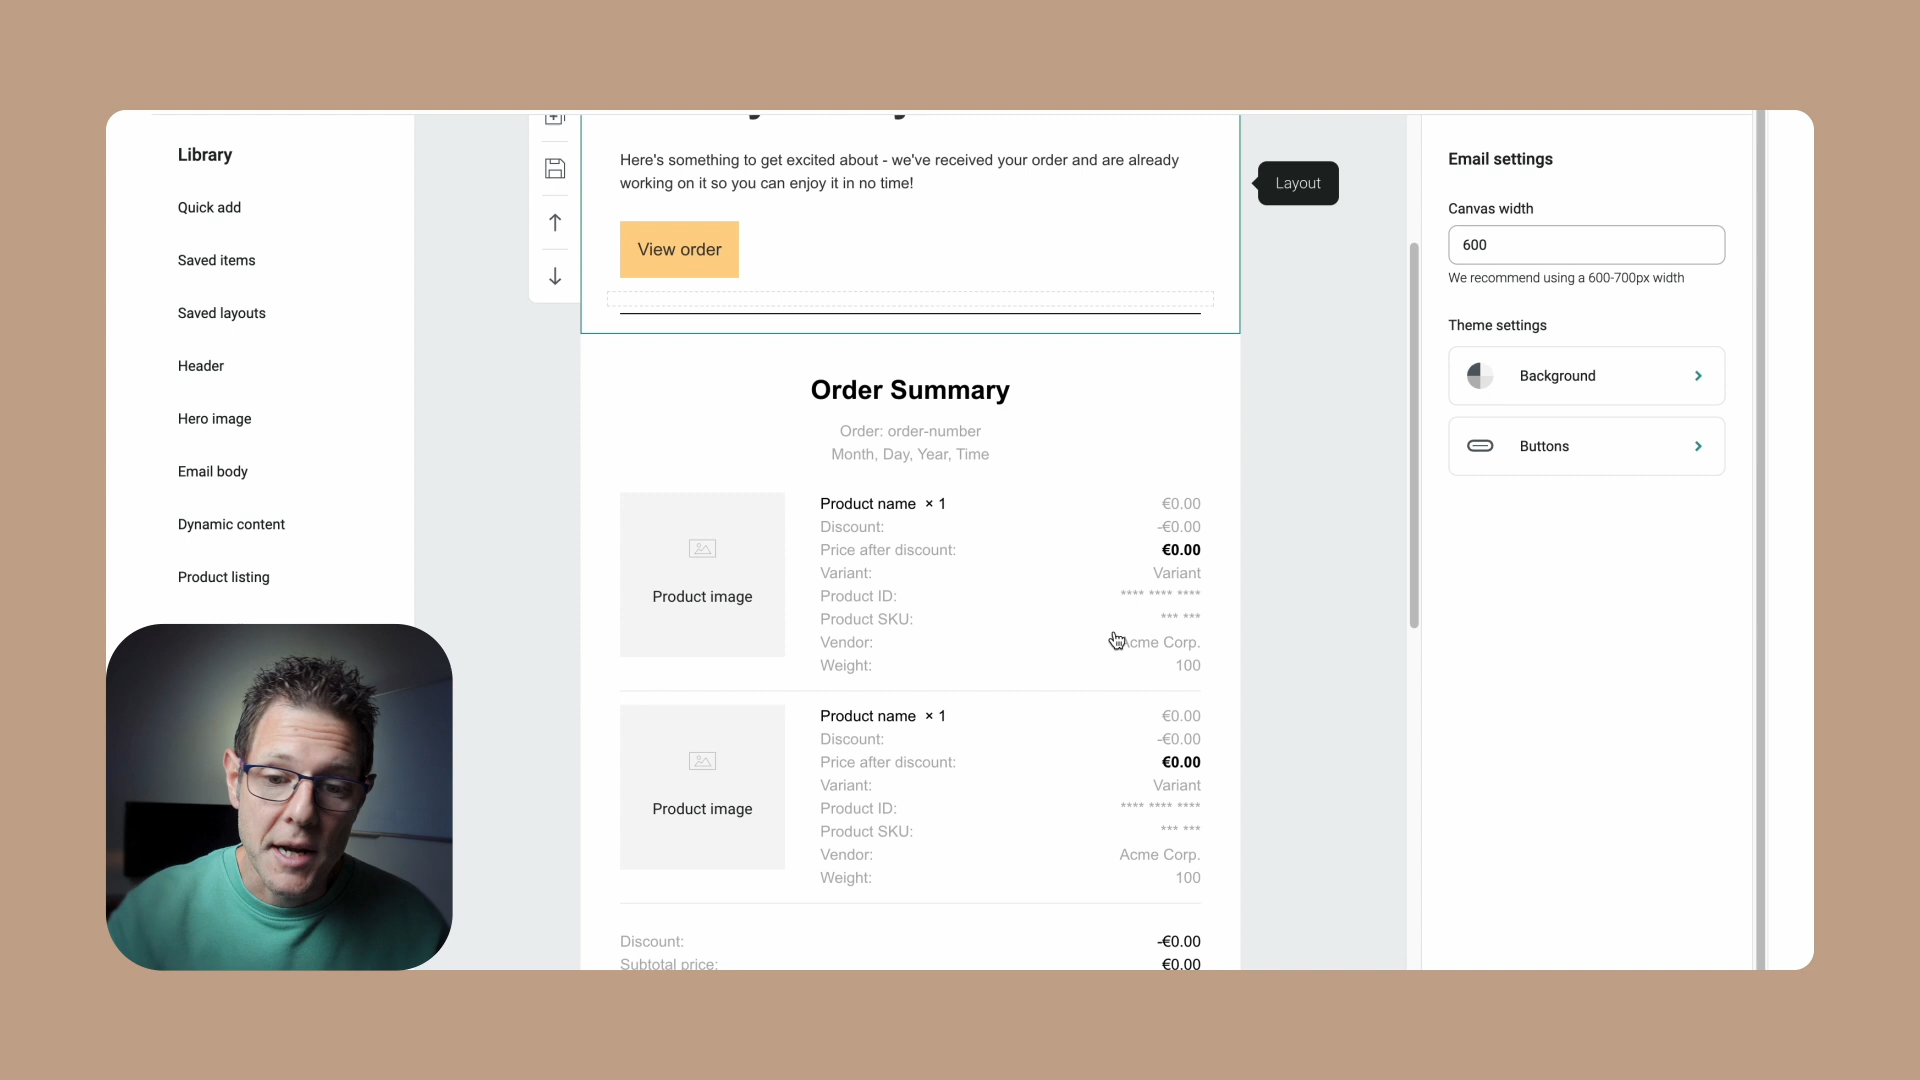 Library
Quick add
Saved items
Saved layouts
Header
Hero image
Email body
Dynamic content
Product listing
Here's something to get excited about - we've received your order and are already
working on it so you can enjoy it in no time!
View order
Layout
Order Summary
Order: order-number
Month, Day, Year, Time
Product image
Product name × 1 €0.00
Discount: -€0.00
Price after discount: €0.00
Variant: Variant
Product ID: **** **** ****
Product SKU: *** ***
Vendor: Acme Corp.
Weight: 100
Product image
Product name × 1 €0.00
Discount: -€0.00
Price after discount: €0.00
Variant: Variant
Product ID: **** **** ****
Product SKU: *** ***
Vendor: Acme Corp.
Weight: 100
Discount: -€0.00
Subtotal price: €0.00
Email settings
Canvas width
600
We recommend using a 600-700px width
Theme settings
Background
Buttons